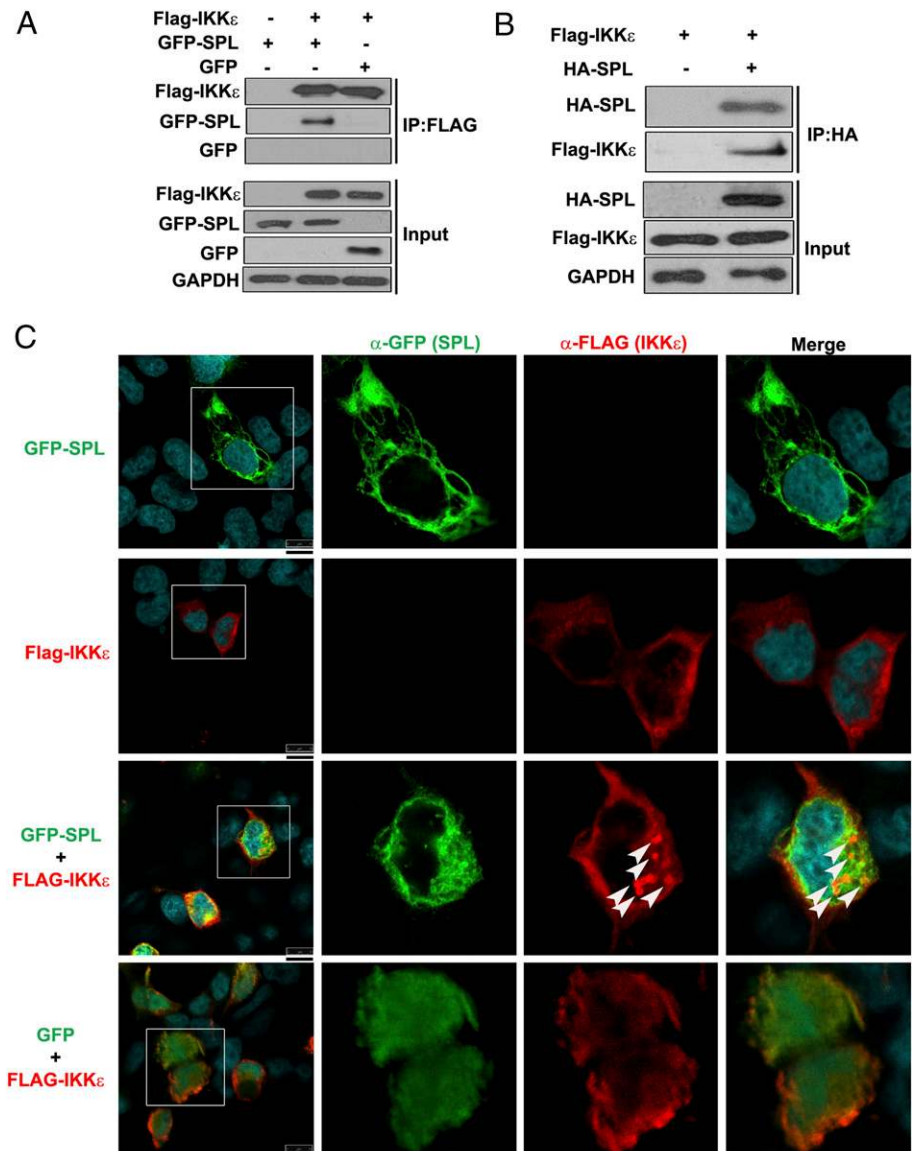 A
Flag-IKKε - + +
GFP-SPL + + -
GFP - - +
Flag-IKKε
GFP-SPL
GFP
IP:FLAG
Flag-IKKε
GFP-SPL
GFP
GAPDH
Input
B
Flag-IKKε + +
HA-SPL - +
HA-SPL
Flag-IKKε
IP:HA
HA-SPL
Flag-IKKε
GAPDH
Input
C
α-GFP (SPL) α-FLAG (IKKε) Merge
GFP-SPL
Flag-IKKε
GFP-SPL
+
FLAG-IKKε
GFP
+
FLAG-IKKε